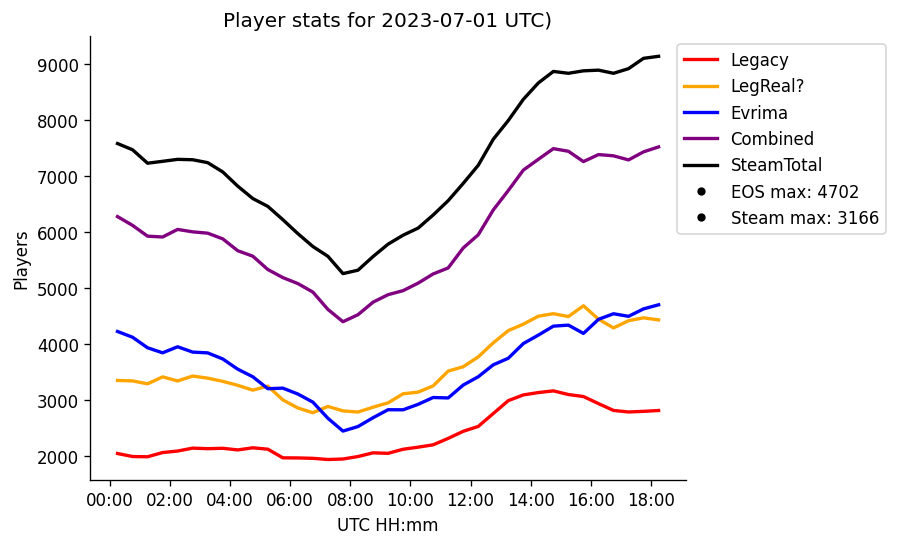 Player stats for 2023-07-01 UTC)
9000
8000
7000
6000
5000
4000
3000
2000
Players
00:00 02:00 04:00 06:00 08:00 10:00 12:00 14:00 16:00 18:00
UTC HH:mm
Legacy
LegReal?
Evrima
Combined
SteamTotal
EOS max: 4702
Steam max: 3166